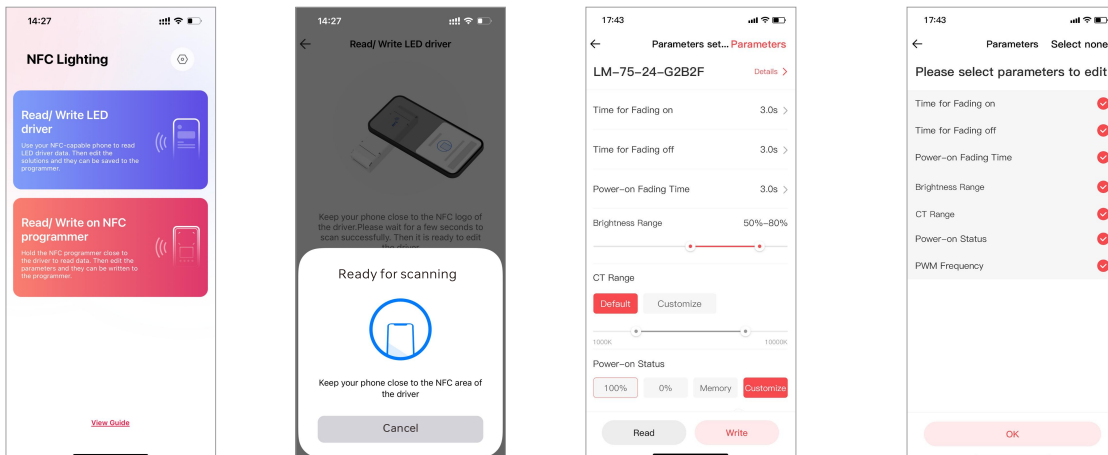 14:27
NFC Lighting
Read/ Write LED
driver
Use your NFC-capable phone to read
LED driver data. Then edit the
solutions and they can be saved to the
programmer.
Read/ Write on NFC
programmer
Hold the NFC programmer close to
the driver to read data. Then edit the
parameters and they can be written to
the programmer.
View Guide
14:27
Read/ Write LED driver
Keep your phone close to the NFC logo of
the driver.Please wait for a few seconds to
scan successfully. Then it is ready to edit
the driver
Ready for scanning
Keep your phone close to the NFC area of
the driver
Cancel
17:43
Parameters set... Parameters
LM-75-24-G2B2F Details
Time for Fading on 3.0s
Time for Fading off 3.0s
Power-on Fading Time 3.0s
Brightness Range 50%-80%
CT Range
Default Customize
1000K 10000K
Power-on Status
100% 0% Memory Customize
Read Write
17:43
Parameters Select none
Please select parameters to edit
Time for Fading on
Time for Fading off
Power-on Fading Time
Brightness Range
CT Range
Power-on Status
PWM Frequency
OK